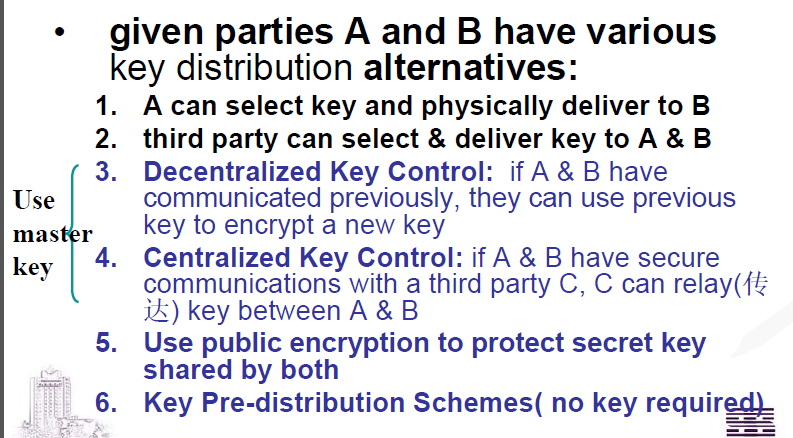 • given parties A and B have various
key distribution alternatives:
1. A can select key and physically deliver to B
2. third party can select & deliver key to A & B
3. Decentralized Key Control: if A & B have
communicated previously, they can use previous
key to encrypt a new key
4. Centralized Key Control: if A & B have secure
communications with a third party C, C can relay(传
达) key between A & B
5. Use public encryption to protect secret key
shared by both
6. Key Pre-distribution Schemes( no key required)
Use
master
key